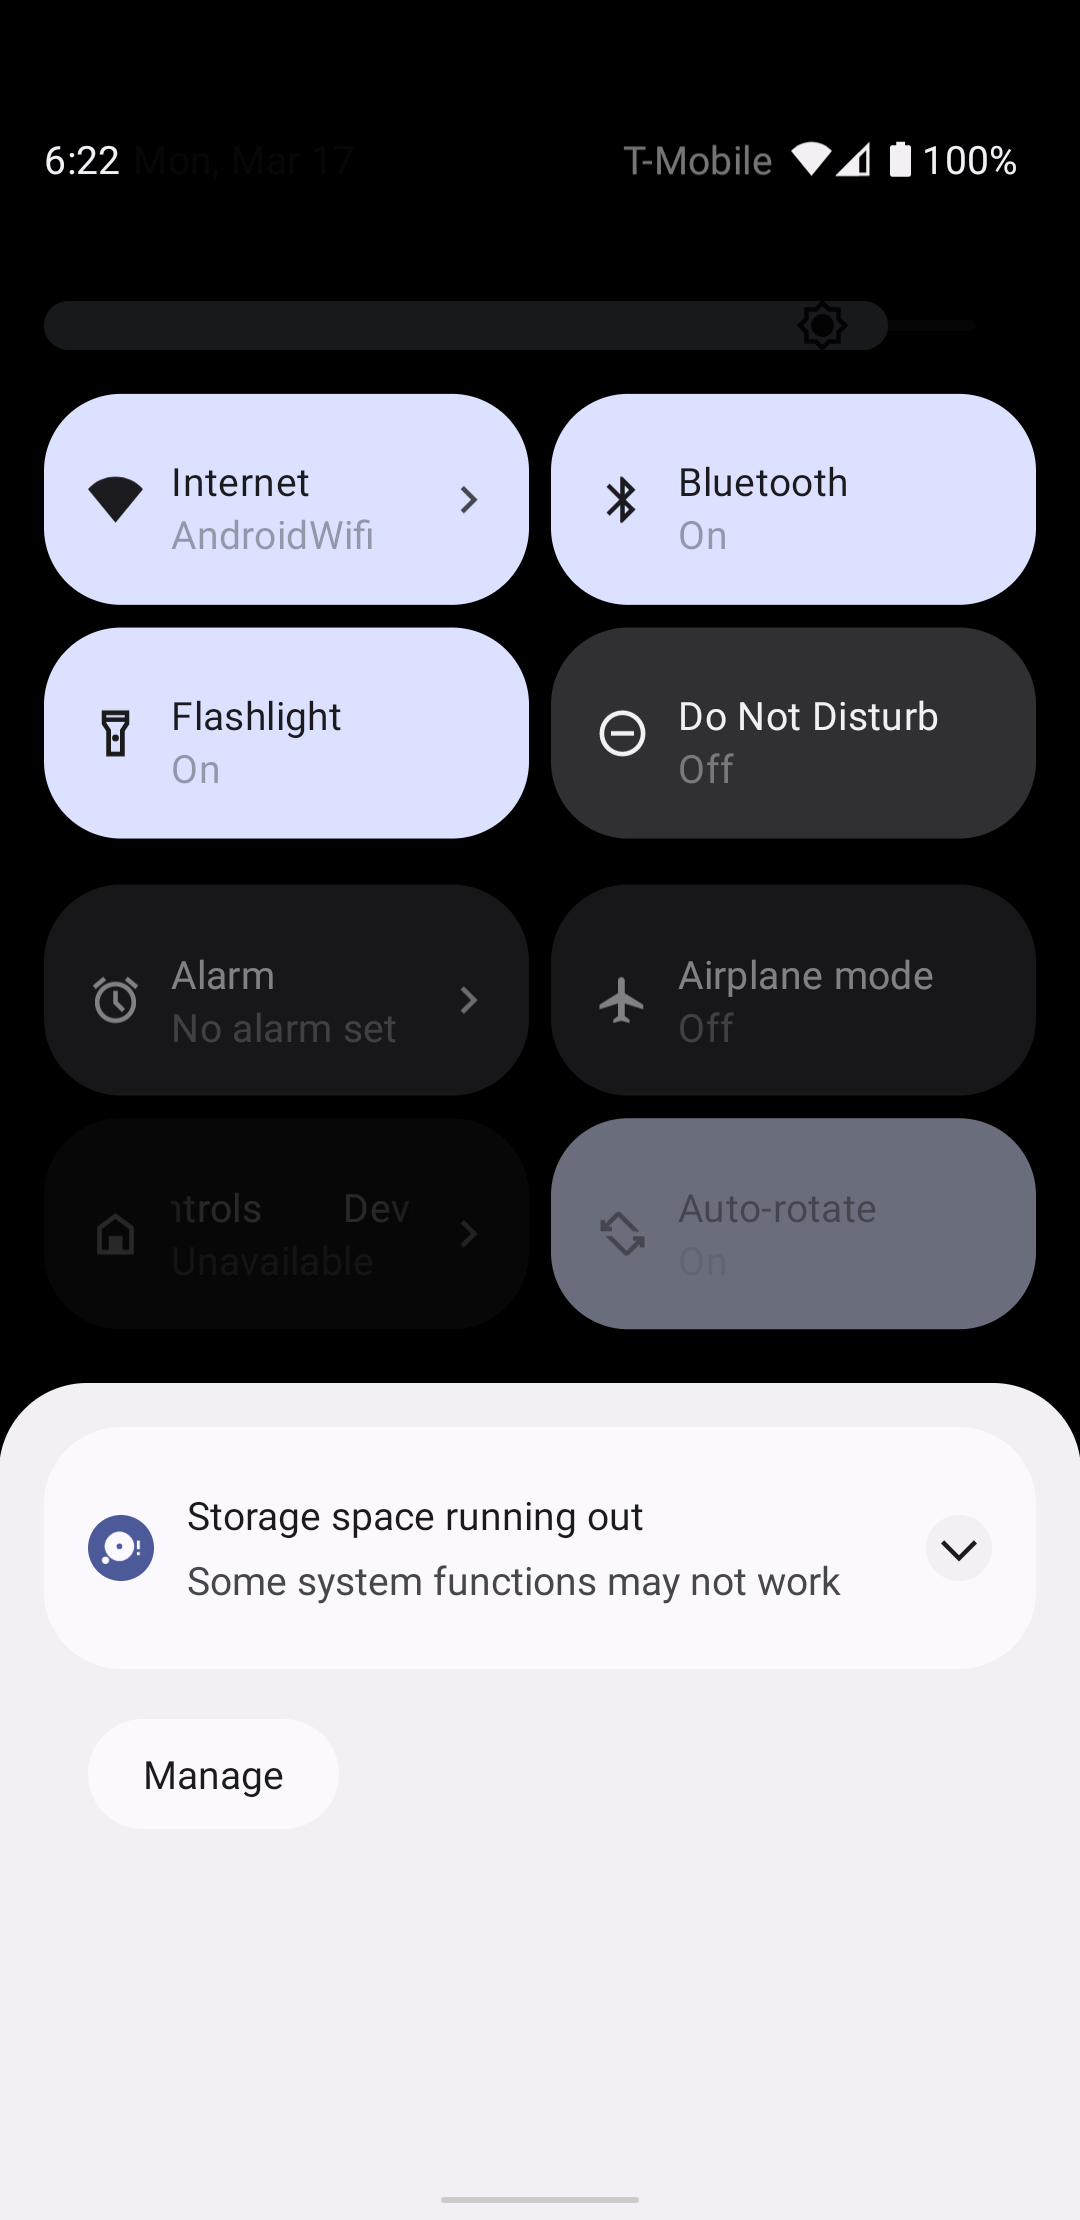 6:22 Mon, Mar 17 T-Mobile 100%
Internet
AndroidWifi
Bluetooth
On
Flashlight
On
Do Not Disturb
Off
Alarm
No alarm set
Airplane mode
Off
ntrols Dev
Unavailable
Auto-rotate
On
Storage space running out
Some system functions may not work
Manage